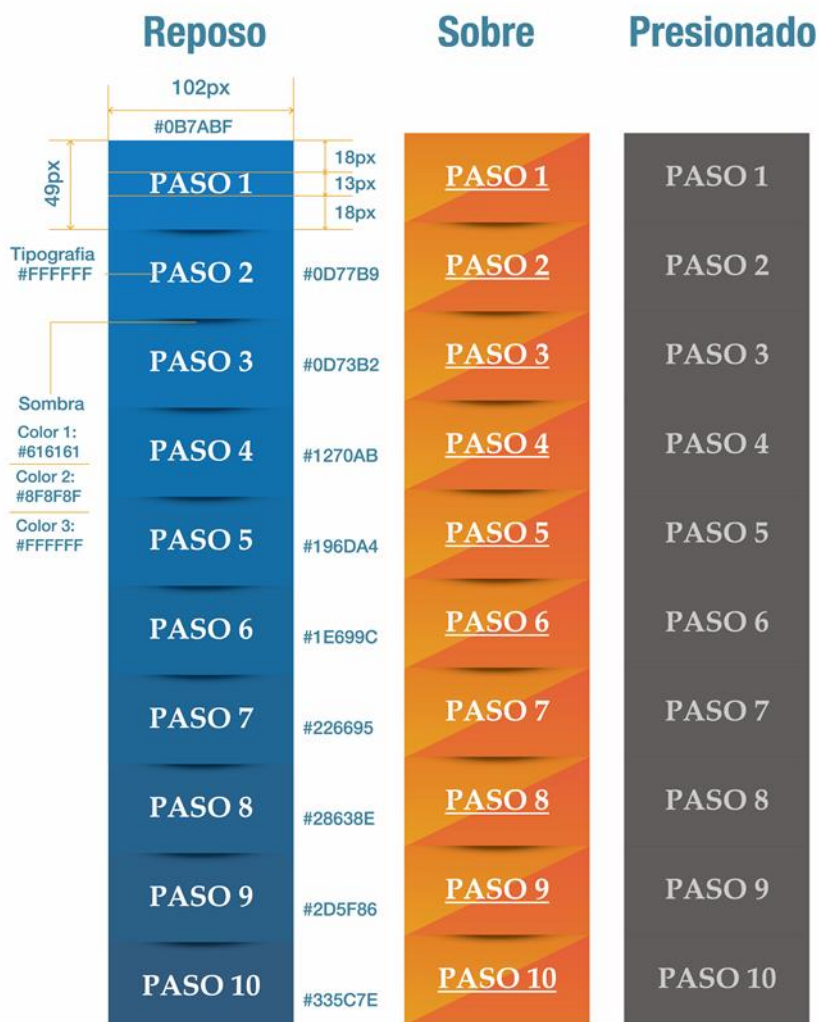 Reposo
Sobre
Presionado
102px
#0B7ABF
49px
18px
13px
18px
Tipografia
#FFFFFF
Sombra
Color 1:
#616161
Color 2:
#8F8F8F
Color 3:
#FFFFFF
PASO 1
PASO 2
PASO 3
PASO 4
PASO 5
PASO 6
PASO 7
PASO 8
PASO 9
PASO 10
#0D77B9
#0D73B2
#1270AB
#196DA4
#1E699C
#226695
#28638E
#2D5F86
#335C7E
PASO 1
PASO 2
PASO 3
PASO 4
PASO 5
PASO 6
PASO 7
PASO 8
PASO 9
PASO 10
PASO 1
PASO 2
PASO 3
PASO 4
PASO 5
PASO 6
PASO 7
PASO 8
PASO 9
PASO 10